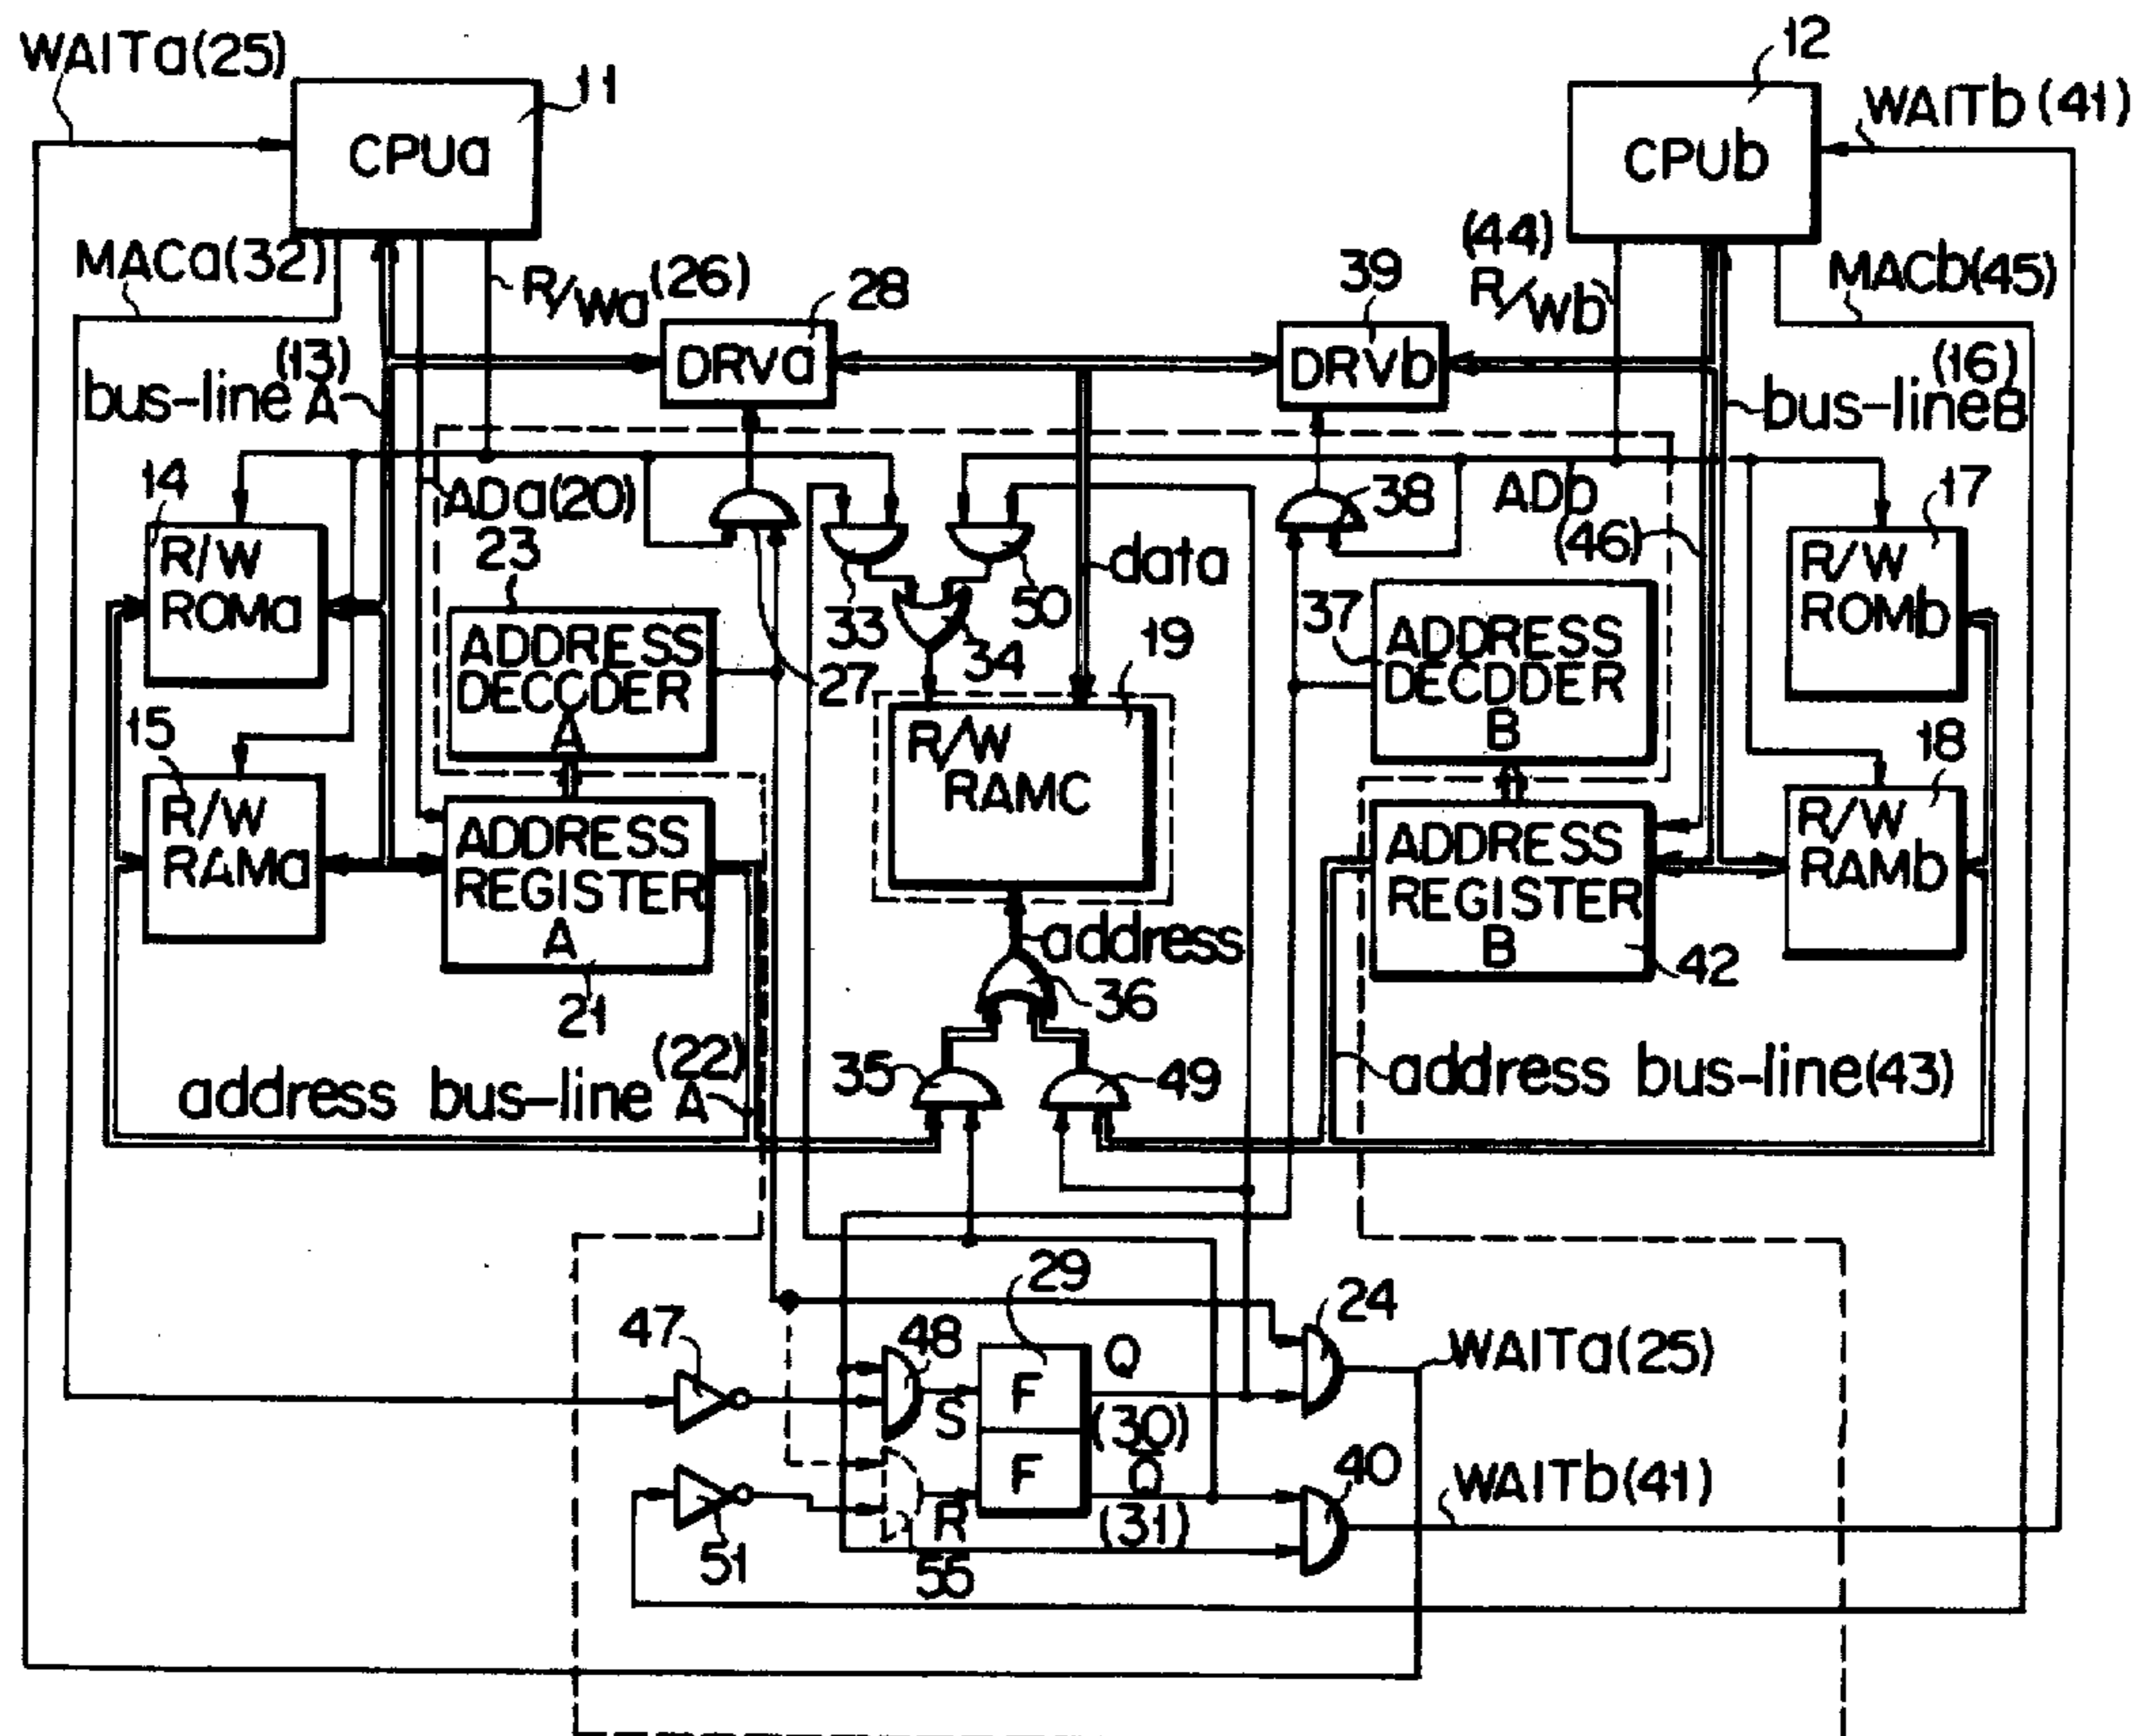 WAITa(25)
11
CPUa
12
CPUb
WAITb (41)
MACa(32)
R/Wa(26)
28
DRVa
39
DRVb
(44)
R/Wb
MACb(45)
(13)
bus-line A
(16)
bus-lineB
14
R/W
ROMa
ADa(20)
23
ADDRESS
DECODER
A
33
50
34
27
data
38
ADb
(46)
17
R/W
ROMb
37
ADDRESS
DECDDER
B
19
R/W
RAMC
15
R/W
RAMa
ADDRESS
REGISTER
A
21
18
R/W
RAMb
ADDRESS
REGISTER
B
42
address
36
(22)
address bus-line A
35
49
address bus-line(43)
29
24
47
48
S
F
Q
(30)
WAITa(25)
F
Q̅
(31)
R
40
WAITb(41)
51
55